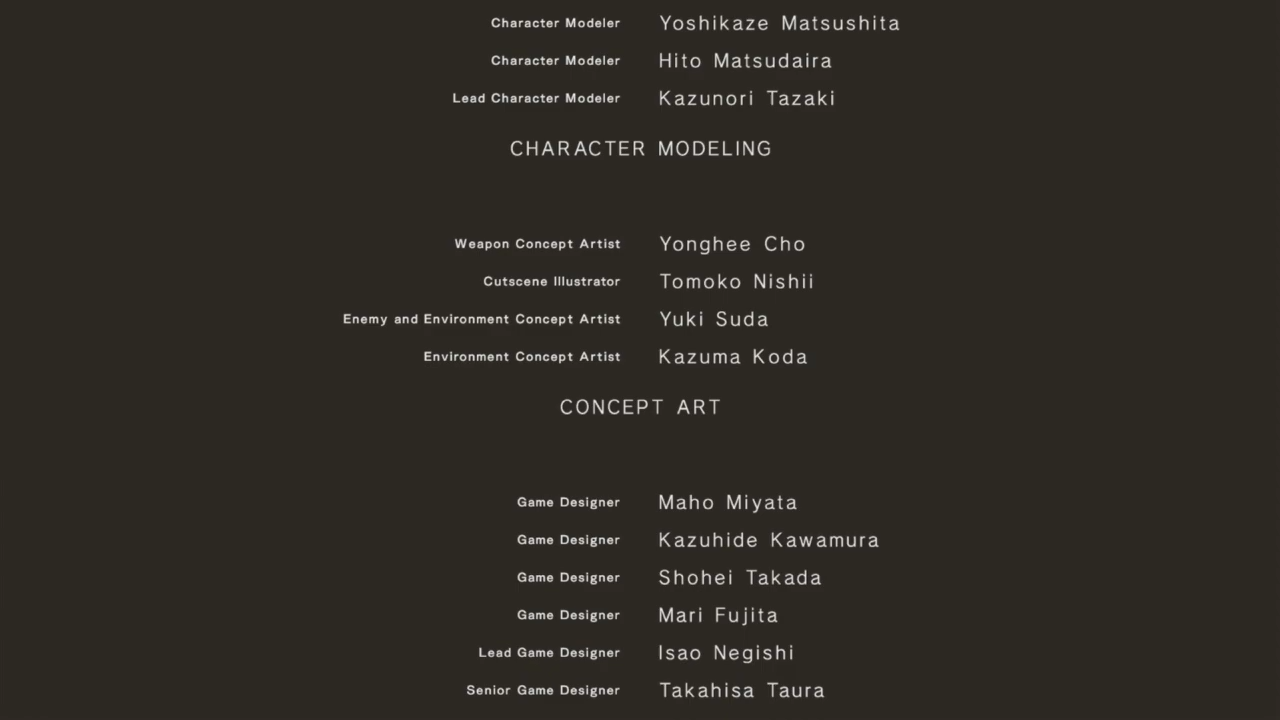 Character Modeler Yoshikaze Matsushita
Character Modeler Hito Matsudaira
Lead Character Modeler Kazunori Tazaki
CHARACTER MODELING
Weapon Concept Artist Yonghee Cho
Cutscene Illustrator Tomoko Nishii
Enemy and Environment Concept Artist Yuki Suda
Environment Concept Artist Kazuma Koda
CONCEPT ART
Game Designer Maho Miyata
Game Designer Kazuhide Kawamura
Game Designer Shohei Takada
Game Designer Mari Fujita
Lead Game Designer Isao Negishi
Senior Game Designer Takahisa Taura